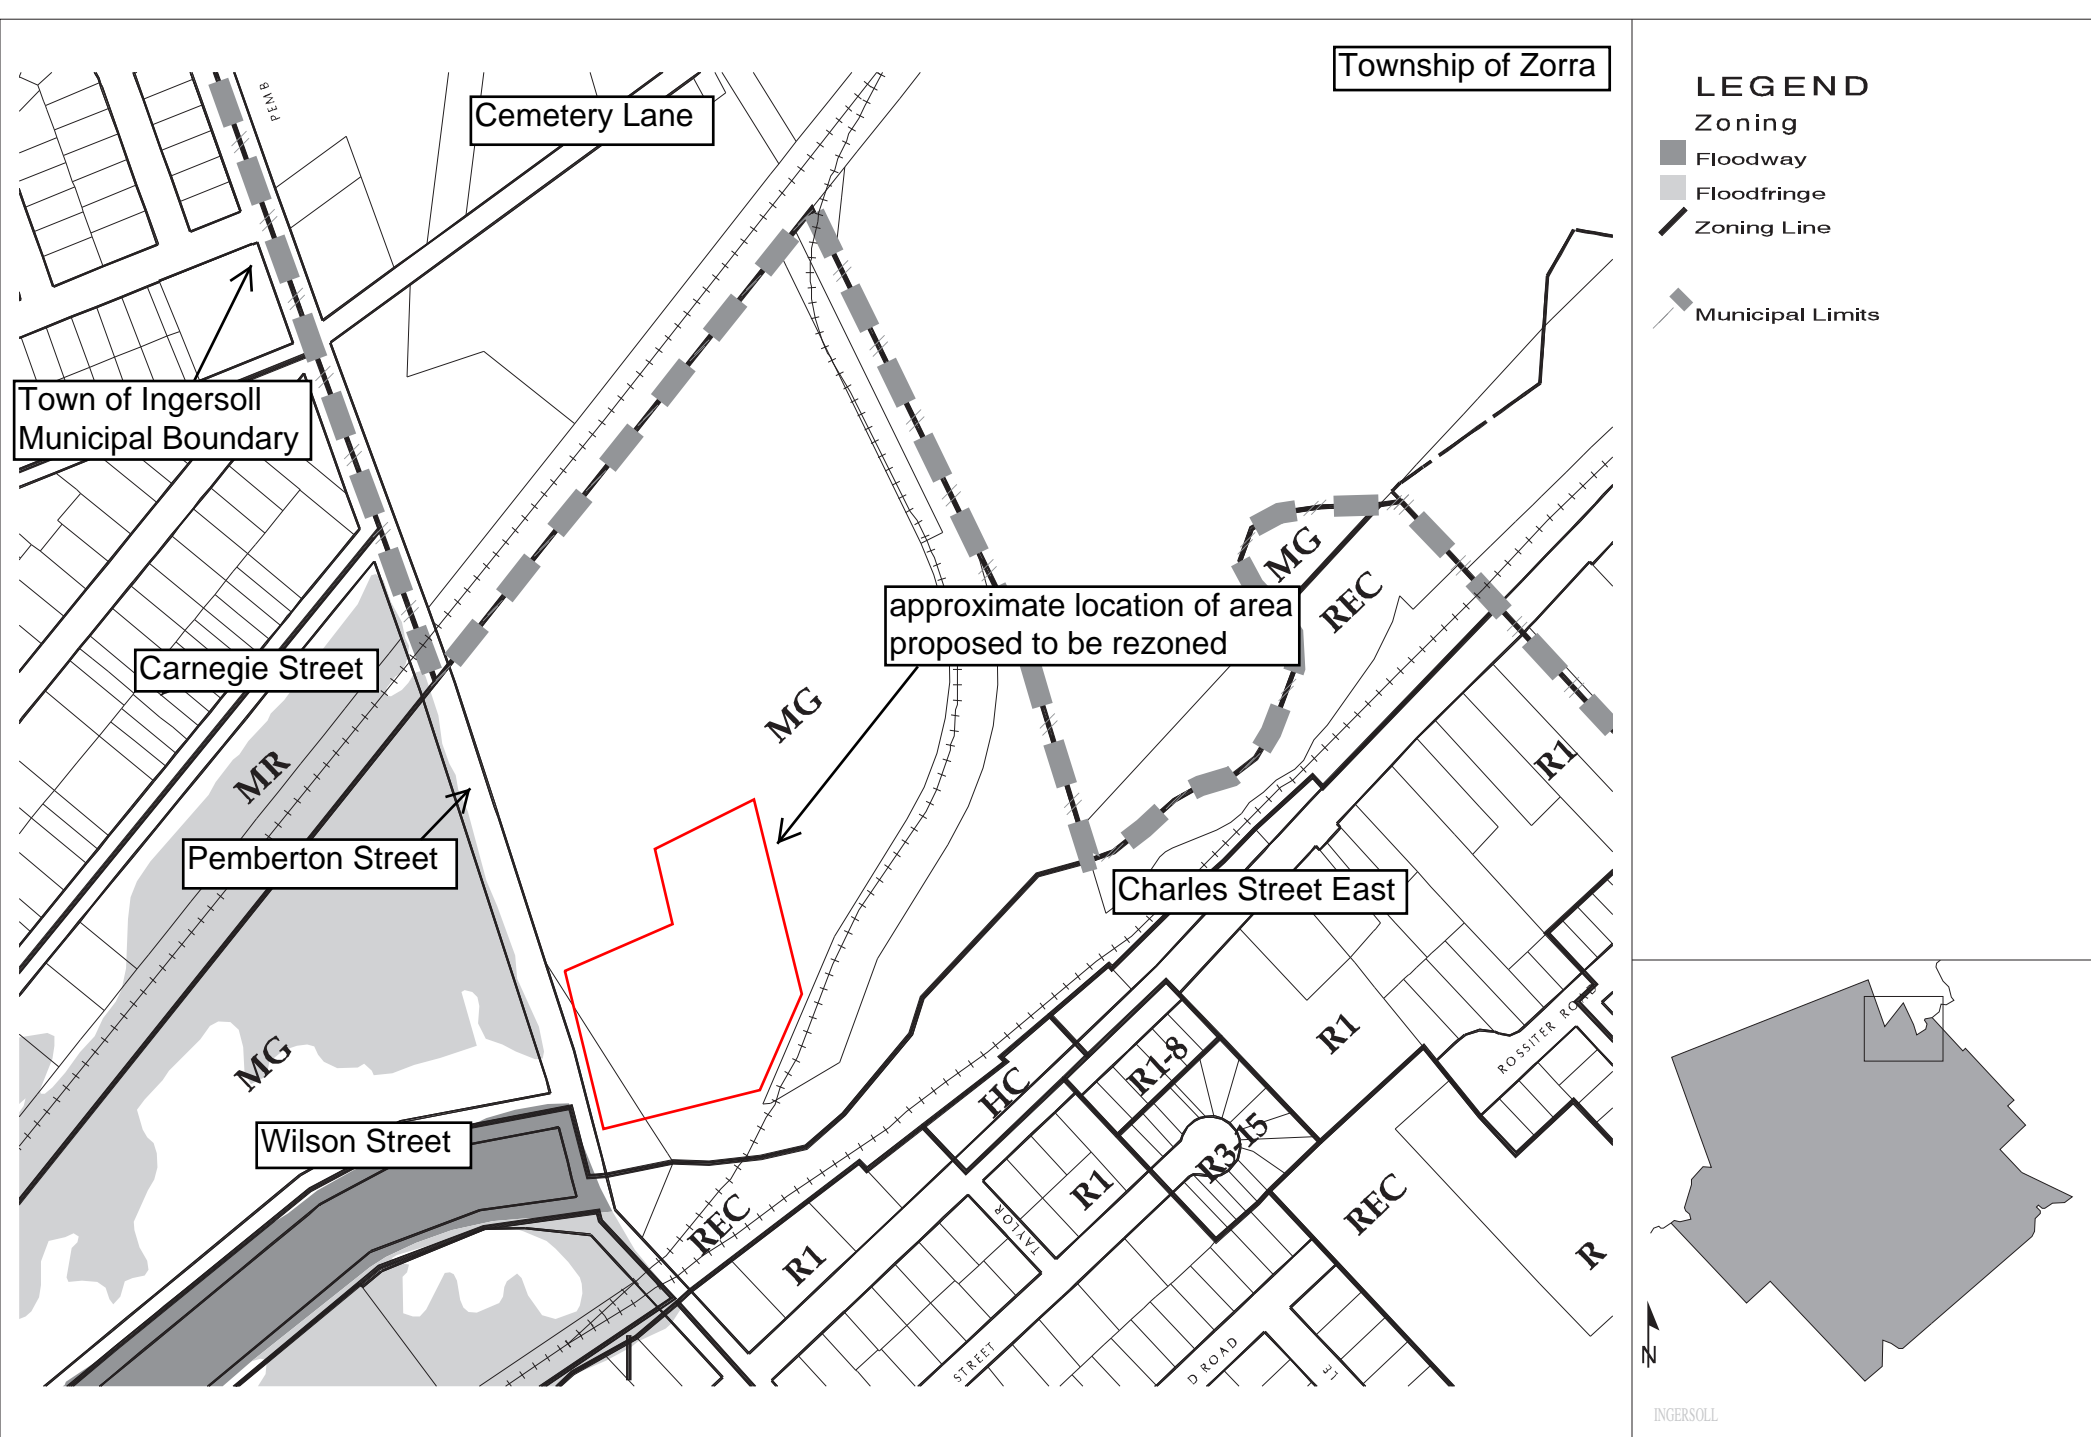 Township of Zorra
LEGEND
Zoning
Floodway
Floodfringe
Zoning Line
Municipal Limits
PEMB
Cemetery Lane
Town of Ingersoll
Municipal Boundary
approximate location of area
proposed to be rezoned
MG
REC
Carnegie Street
MG
MR
R1
Pemberton Street
Charles Street East
MG
Wilson Street
HC
R1-8
R1
ROSSITER ROAD
R3-15
R1
TAYLOR
REC
REC
R1
R
STREET
D ROAD
N
INGERSOLL